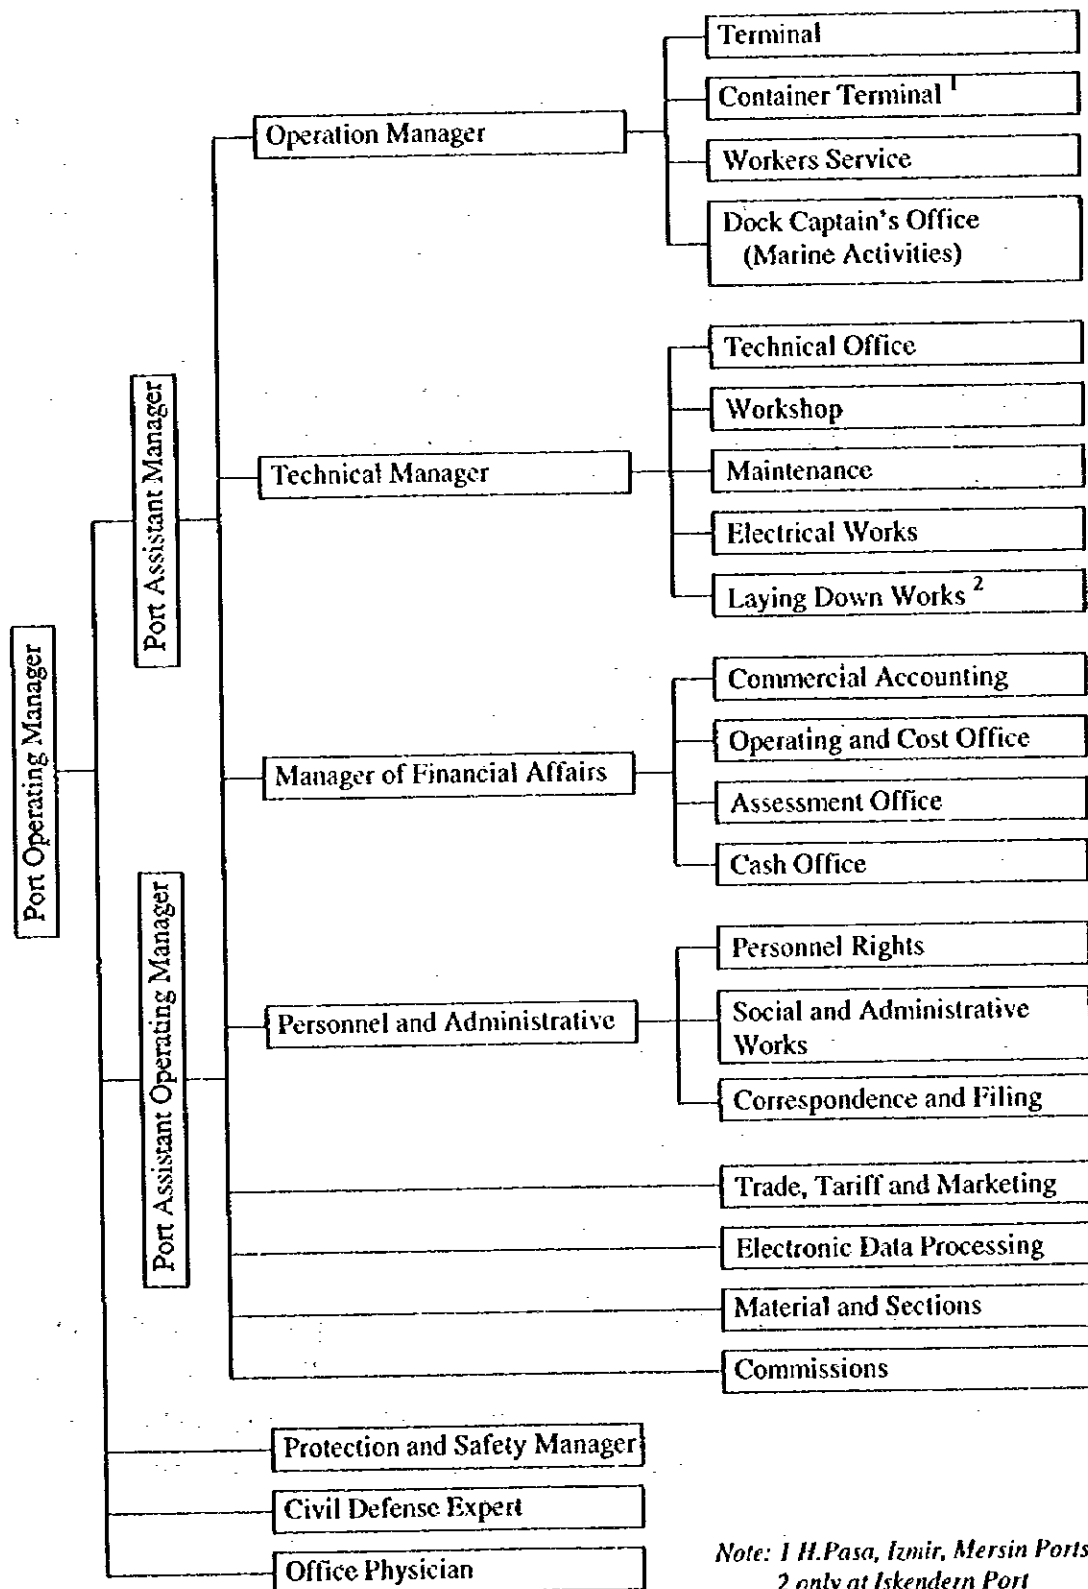 Port Operating Manager
Port Assistant Manager
Port Assistant Operating Manager
Operation Manager
Terminal
Container Terminal 1
Workers Service
Dock Captain's Office
(Marine Activities)
Technical Manager
Technical Office
Workshop
Maintenance
Electrical Works
Laying Down Works 2
Manager of Financial Affairs
Commercial Accounting
Operating and Cost Office
Assessment Office
Cash Office
Personnel and Administrative
Personnel Rights
Social and Administrative
Works
Correspondence and Filing
Trade, Tariff and Marketing
Electronic Data Processing
Material and Sections
Commissions
Protection and Safety Manager
Civil Defense Expert
Office Physician
Note: 1 H.Pasa, Izmir, Mersin Ports
2 only at Iskendern Port